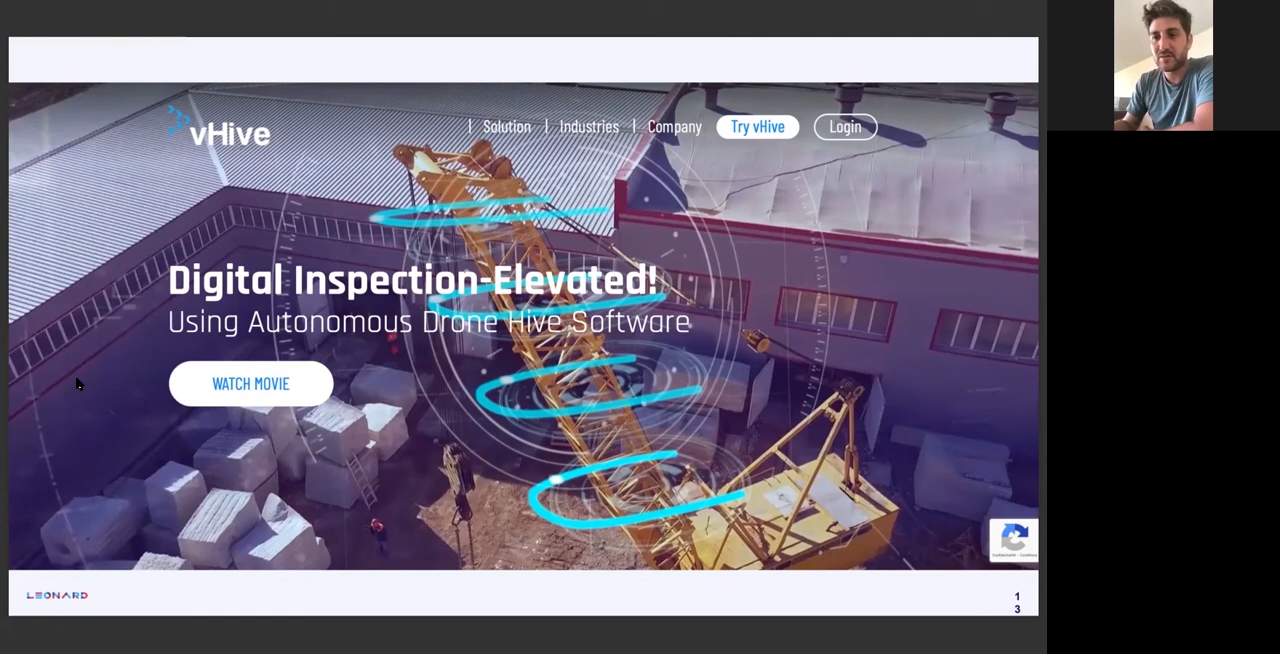 vHive
Solution
Industries
Company
Try vHive
Login
Digital Inspection-Elevated!
Using Autonomous Drone Hive Software
WATCH MOVIE
LEONARD
1
3